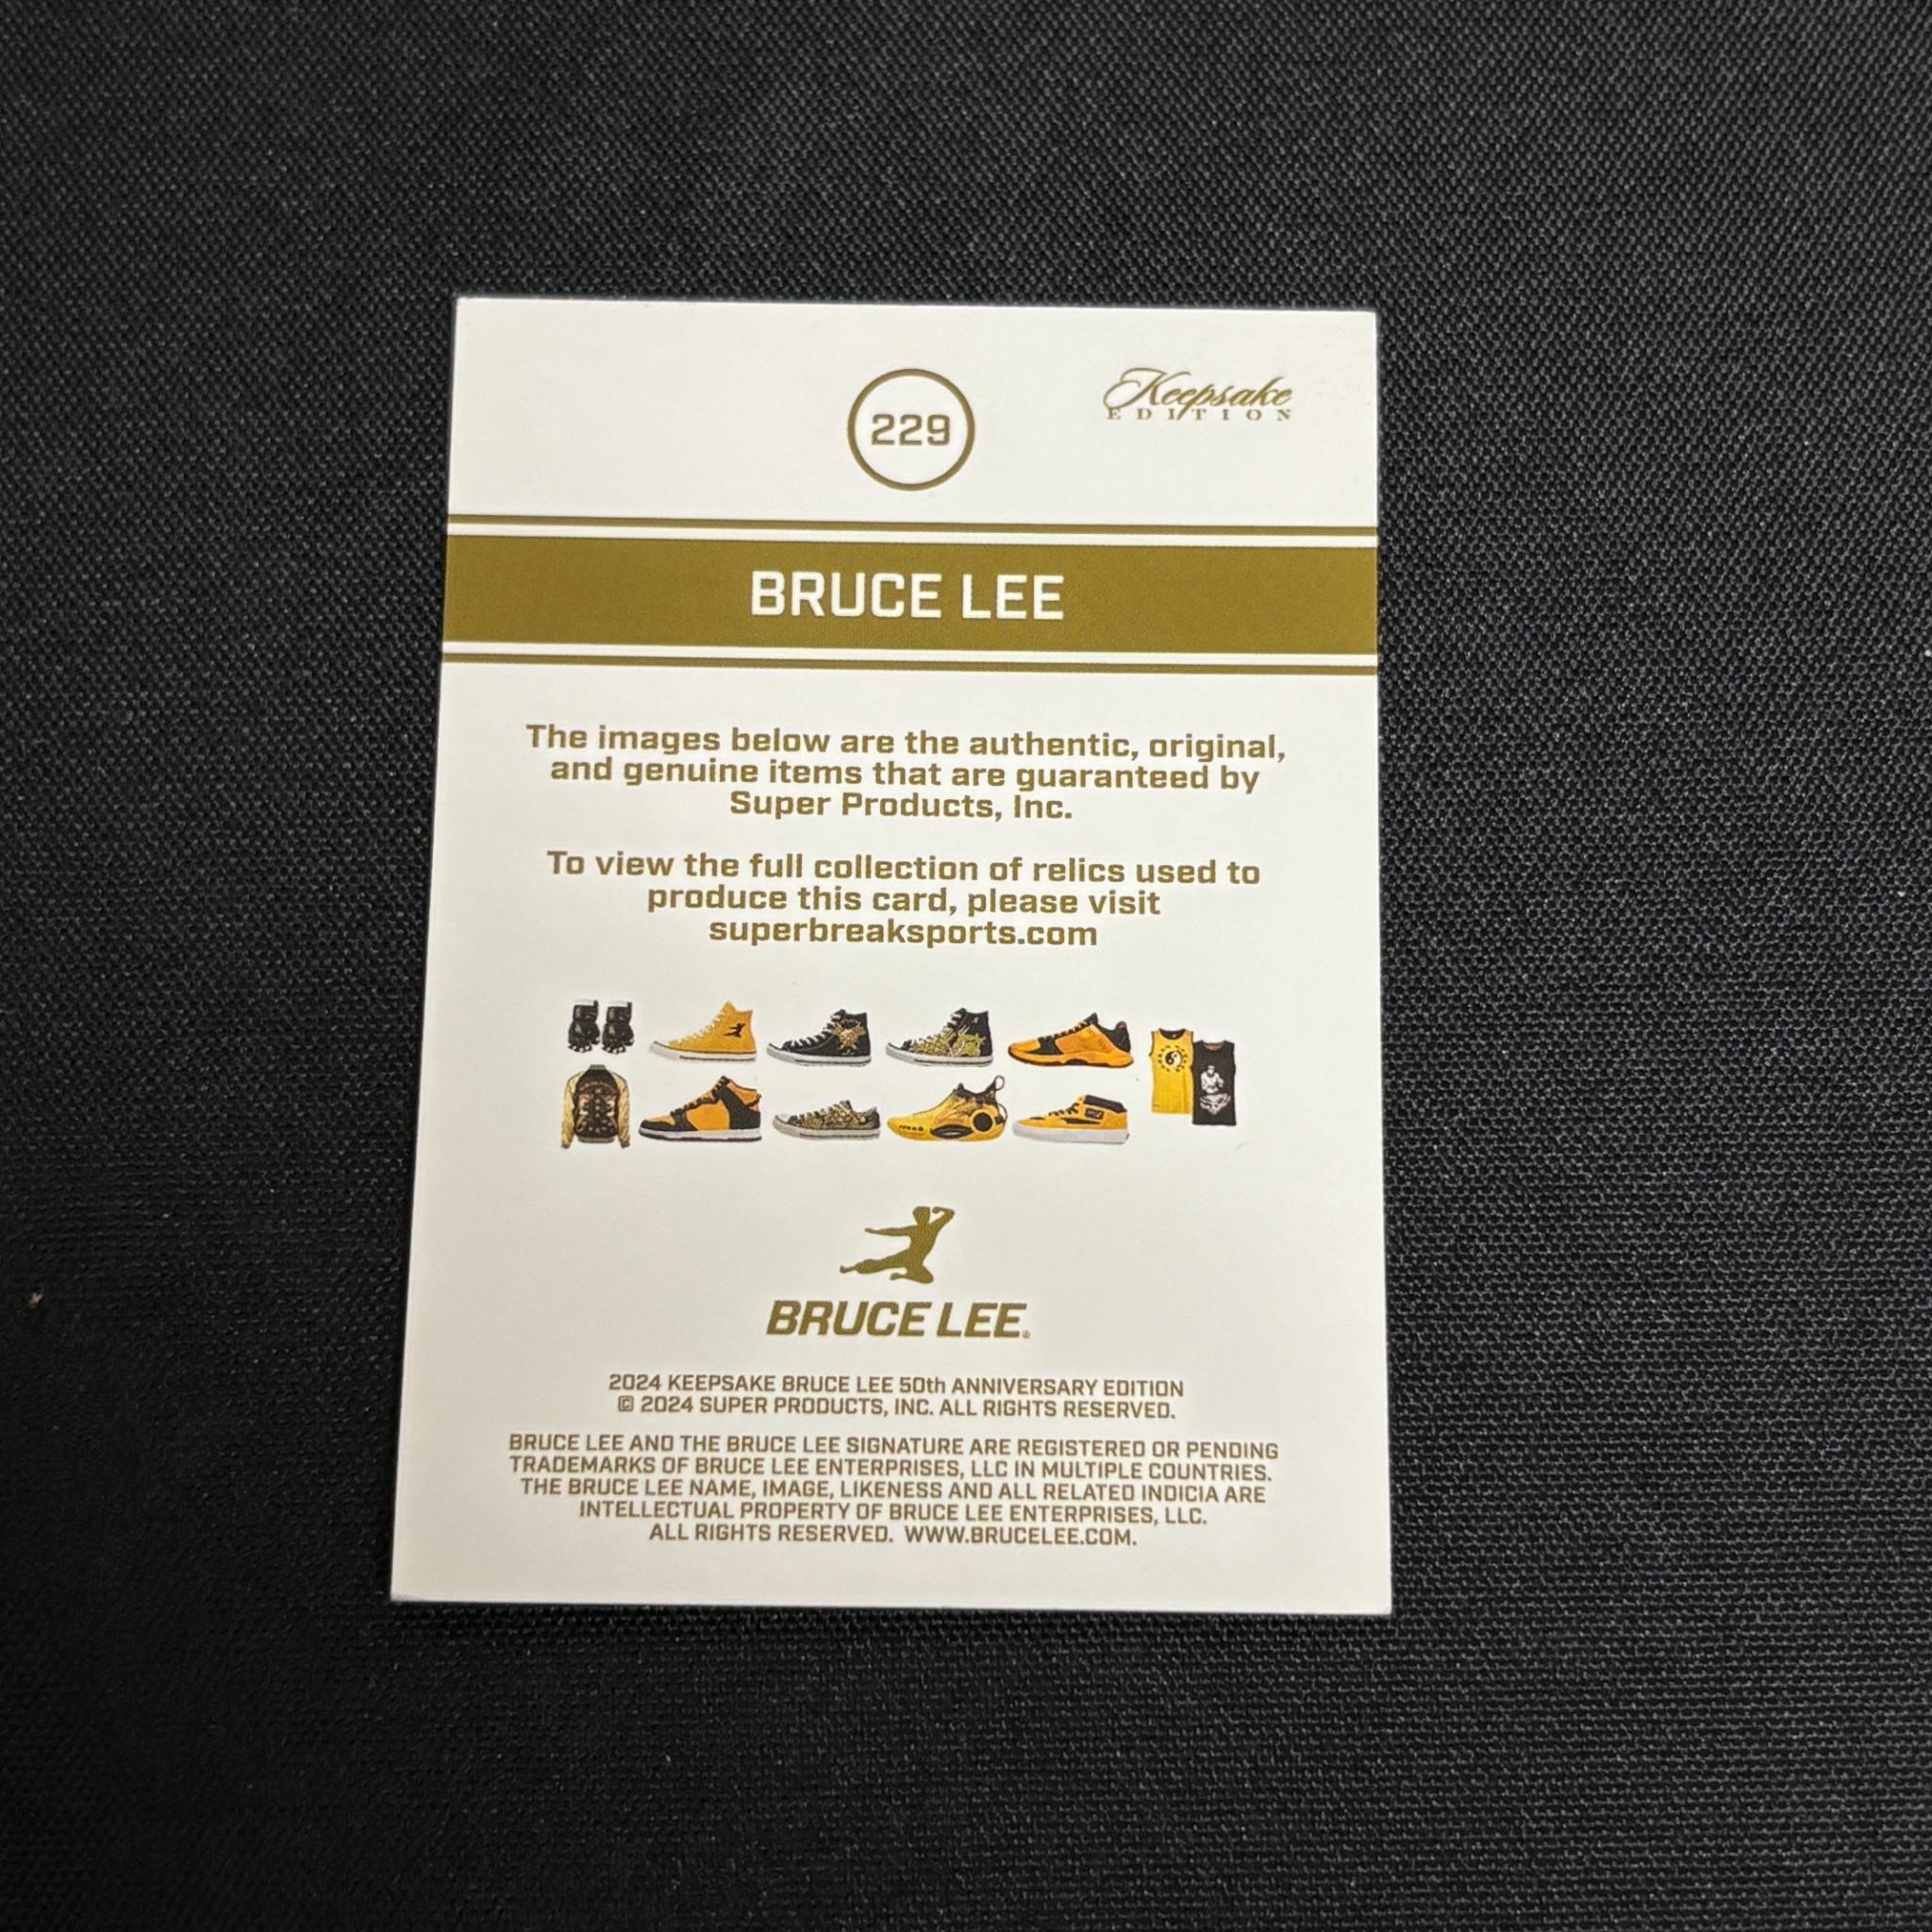 229
Keepsake
EDITION
BRUCE LEE
The images below are the authentic, original,
and genuine items that are guaranteed by
Super Products, Inc.
To view the full collection of relics used to
produce this card, please visit
superbreaksports.com
BRUCE LEE®
2024 KEEPSAKE BRUCE LEE 50th ANNIVERSARY EDITION
© 2024 SUPER PRODUCTS, INC. ALL RIGHTS RESERVED.
BRUCE LEE AND THE BRUCE LEE SIGNATURE ARE REGISTERED OR PENDING
TRADEMARKS OF BRUCE LEE ENTERPRISES, LLC IN MULTIPLE COUNTRIES.
THE BRUCE LEE NAME, IMAGE, LIKENESS AND ALL RELATED INDICIA ARE
INTELLECTUAL PROPERTY OF BRUCE LEE ENTERPRISES, LLC.
ALL RIGHTS RESERVED. WWW.BRUCELEE.COM.